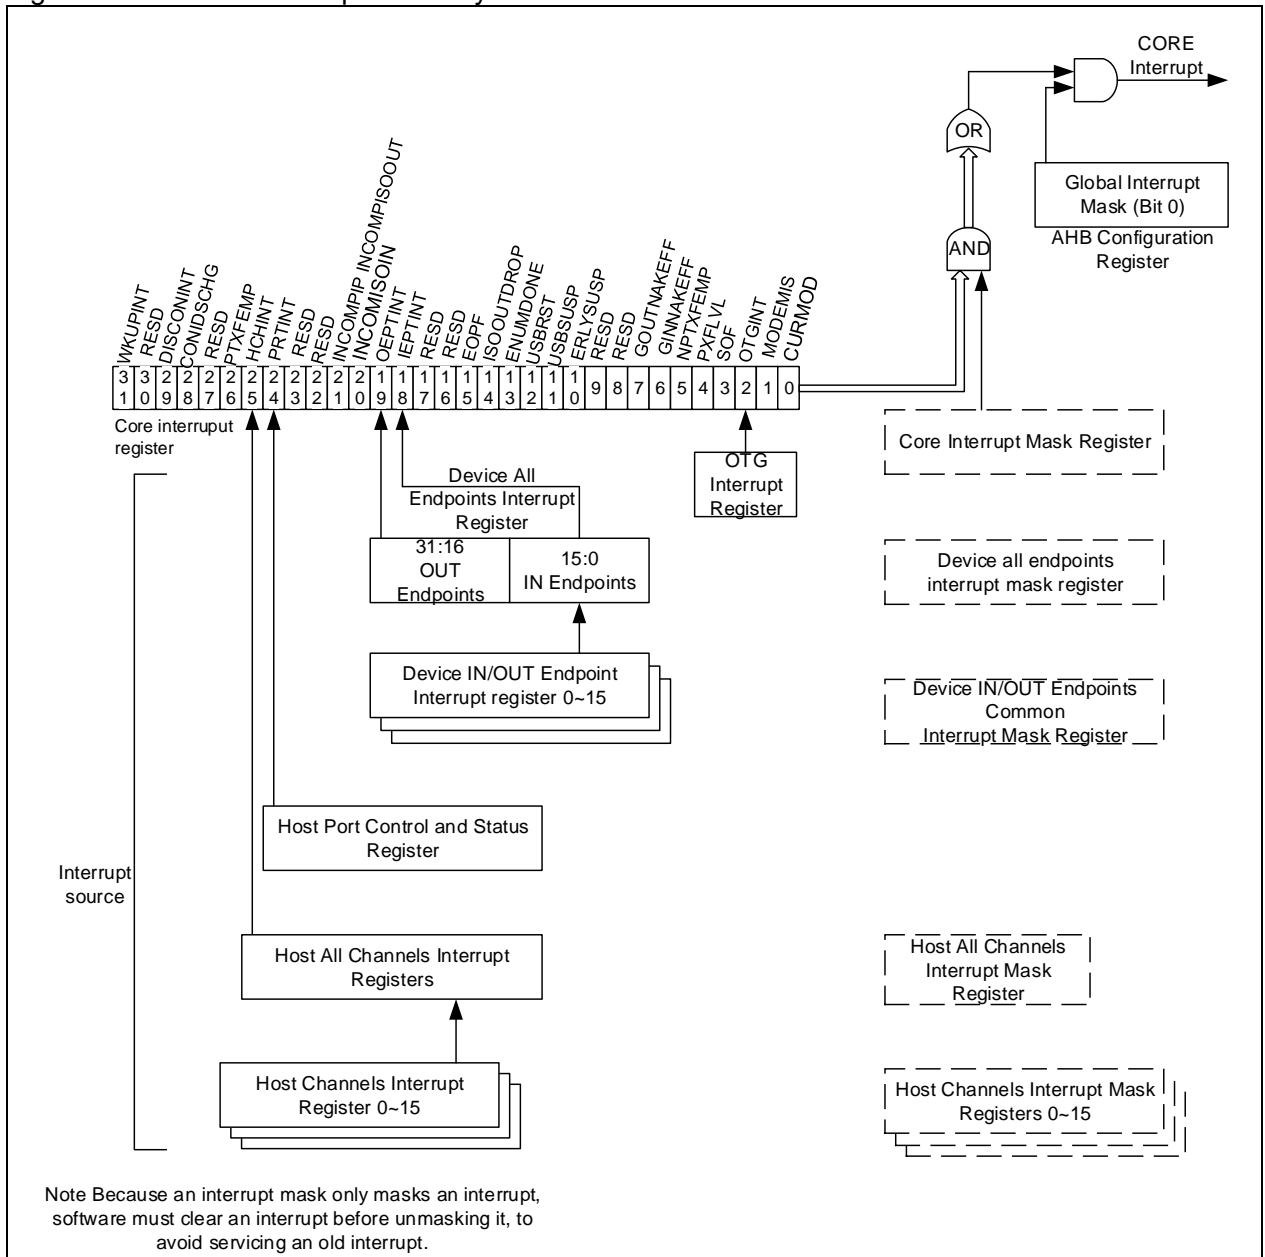 CORE
Interrupt
OR
Global Interrupt
Mask (Bit 0)
AHB Configuration
Register
AND
WKUPINT
RESD
DISCONINT
CONIDSCHG
RESD
PTXFEMP
HCHINT
PRTINT
RESD
RESD
INCOMPIP INCOMPISOOUT
INCOMISOIN
OEPTINT
IEPTINT
RESD
RESD
EOPF
ISOOUTDROP
ENUMDONE
USBRST
USBSUSP
ERLYSUSP
RESD
RESD
GOUTNAKEFF
GINNAKEFF
NPTXFEMP
PXFLVL
SOF
OTGINT
MODEMIS
CURMOD
31 30 29 28 27 26 25 24 23 22 21 20 19 18 17 16 15 14 13 12 11 10 9 8 7 6 5 4 3 2 1 0
Core interruput
register
Core Interrupt Mask Register
OTG
Interrupt
Register
Device All
Endpoints Interrupt
Register
31:16
OUT
Endpoints
15:0
IN Endpoints
Device all endpoints
interrupt mask register
Device IN/OUT Endpoint
Interrupt register 0~15
Device IN/OUT Endpoints
Common
Interrupt Mask Register
Host Port Control and Status
Register
Interrupt
source
Host All Channels Interrupt
Registers
Host All Channels
Interrupt Mask
Register
Host Channels Interrupt
Register 0~15
Host Channels Interrupt Mask
Registers 0~15
Note Because an interrupt mask only masks an interrupt,
software must clear an interrupt before unmasking it, to
avoid servicing an old interrupt.